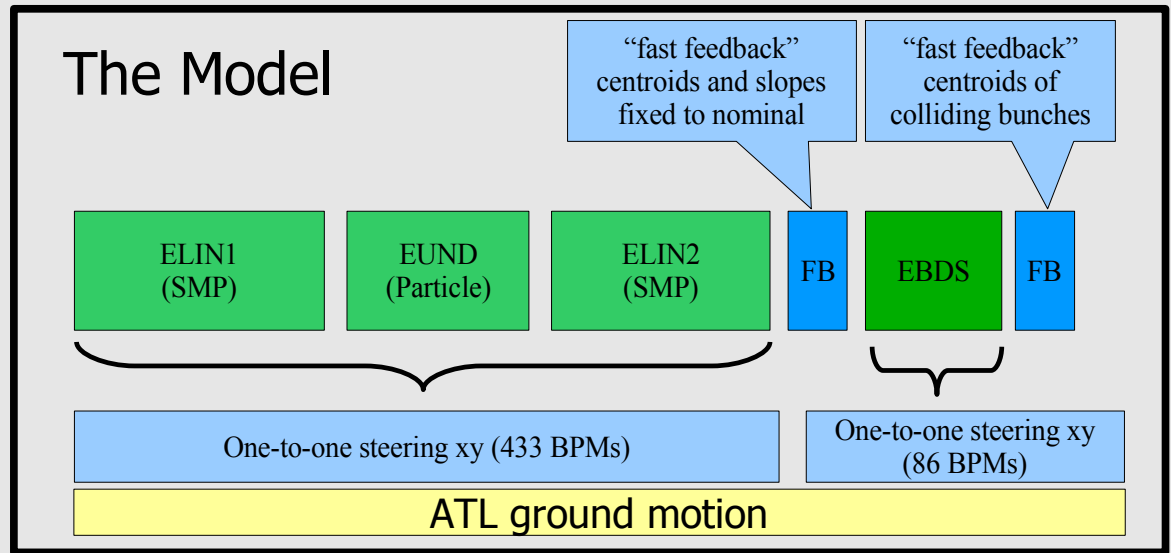 The Model
“fast feedback”
centroids and slopes
fixed to nominal
“fast feedback”
centroids of
colliding bunches
ELIN1
(SMP)
EUND
(Particle)
ELIN2
(SMP)
FB
EBDS
FB
One-to-one steering xy (433 BPMs)
One-to-one steering xy
(86 BPMs)
ATL ground motion